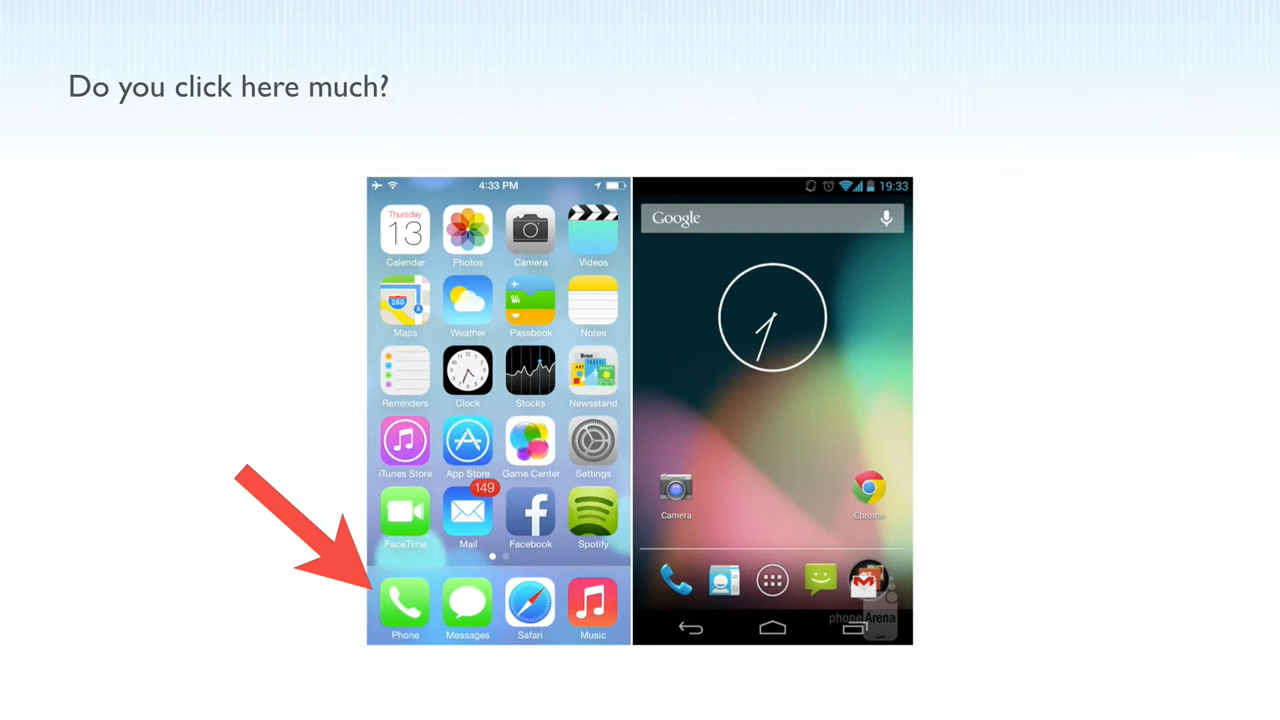 Do you click here much?
4:33 PM
Thursday
13
Calendar
Photos
Camera
Videos
280
Maps
Weather
Passbook
Notes
Reminders
Clock
Stocks
Newsstand
iTunes Store
App Store
Game Center
Settings
149
FaceTime
Mail
Facebook
Spotify
Phone
Messages
Safari
Music
19:33
Google
Camera
Chrome
phoneArena